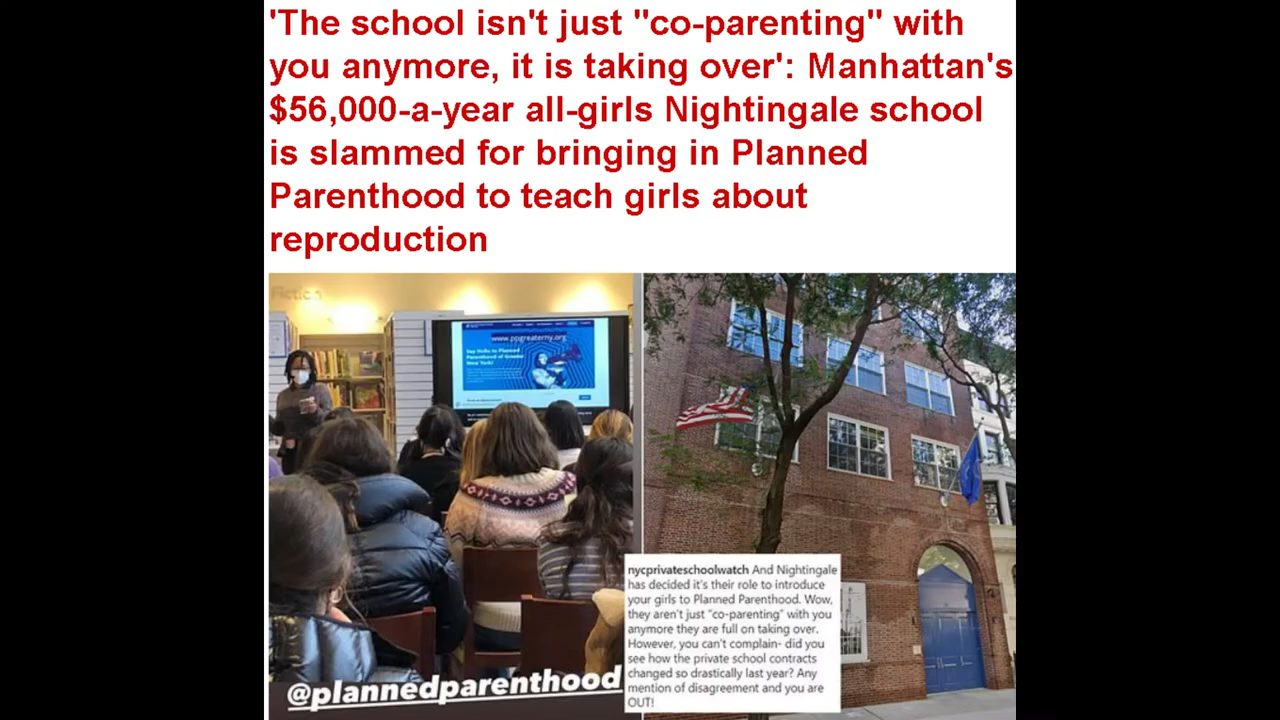 'The school isn't just "co-parenting" with
you anymore, it is taking over': Manhattan's
$56,000-a-year all-girls Nightingale school
is slammed for bringing in Planned
Parenthood to teach girls about
reproduction
Fiction
www.ppgreaterny.org
Say Hello to Planned
Parenthood of Greater
New York!
@plannedparenthood
nycprivateschoolwatch And Nightingale
has decided it's their role to introduce
your girls to Planned Parenthood. Wow,
they aren't just "co-parenting" with you
anymore they are full on taking over.
However, you can't complain- did you
see how the private school contracts
changed so drastically last year? Any
mention of disagreement and you are
OUT!